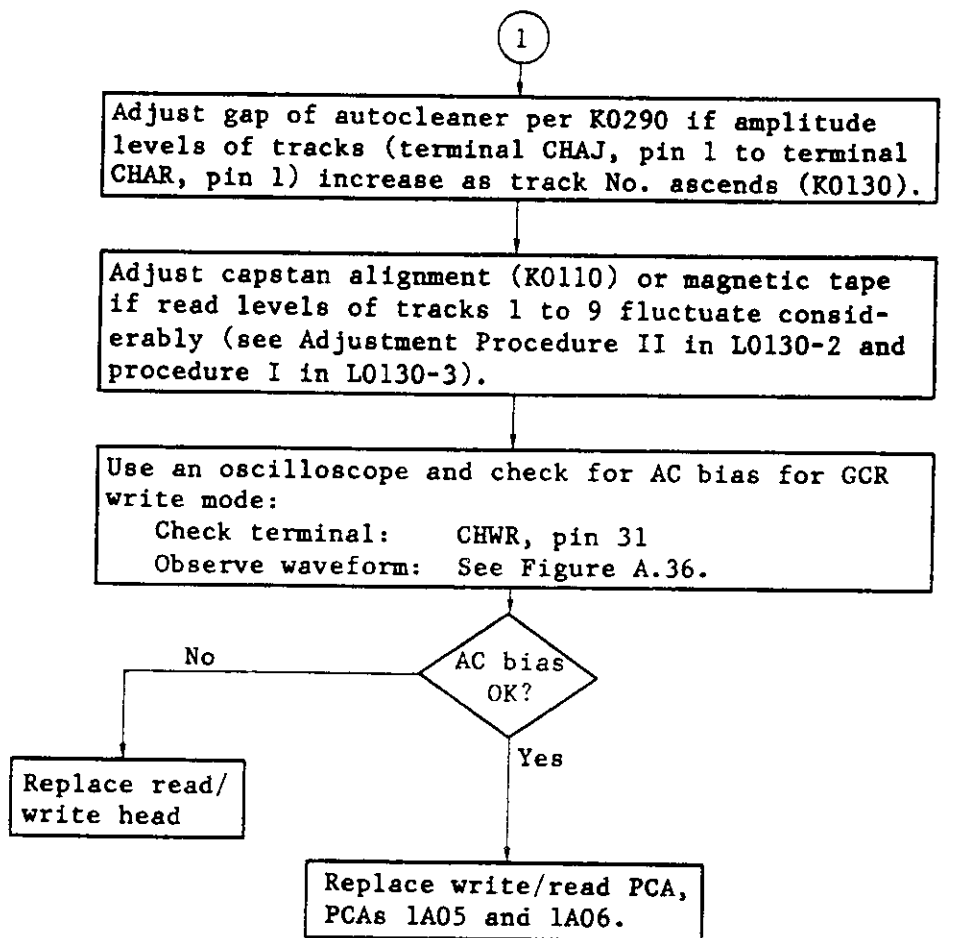 1
Adjust gap of autocleaner per K0290 if amplitude
levels of tracks (terminal CHAJ, pin 1 to terminal
CHAR, pin 1) increase as track No. ascends (K0130).
Adjust capstan alignment (K0110) or magnetic tape
if read levels of tracks 1 to 9 fluctuate consid-
erably (see Adjustment Procedure II in L0130-2 and
procedure I in L0130-3).
Use an oscilloscope and check for AC bias for GCR
write mode:
Check terminal: CHWR, pin 31
Observe waveform: See Figure A.36.
AC bias
OK?
No
Yes
Replace read/
write head
Replace write/read PCA,
PCAs 1A05 and 1A06.